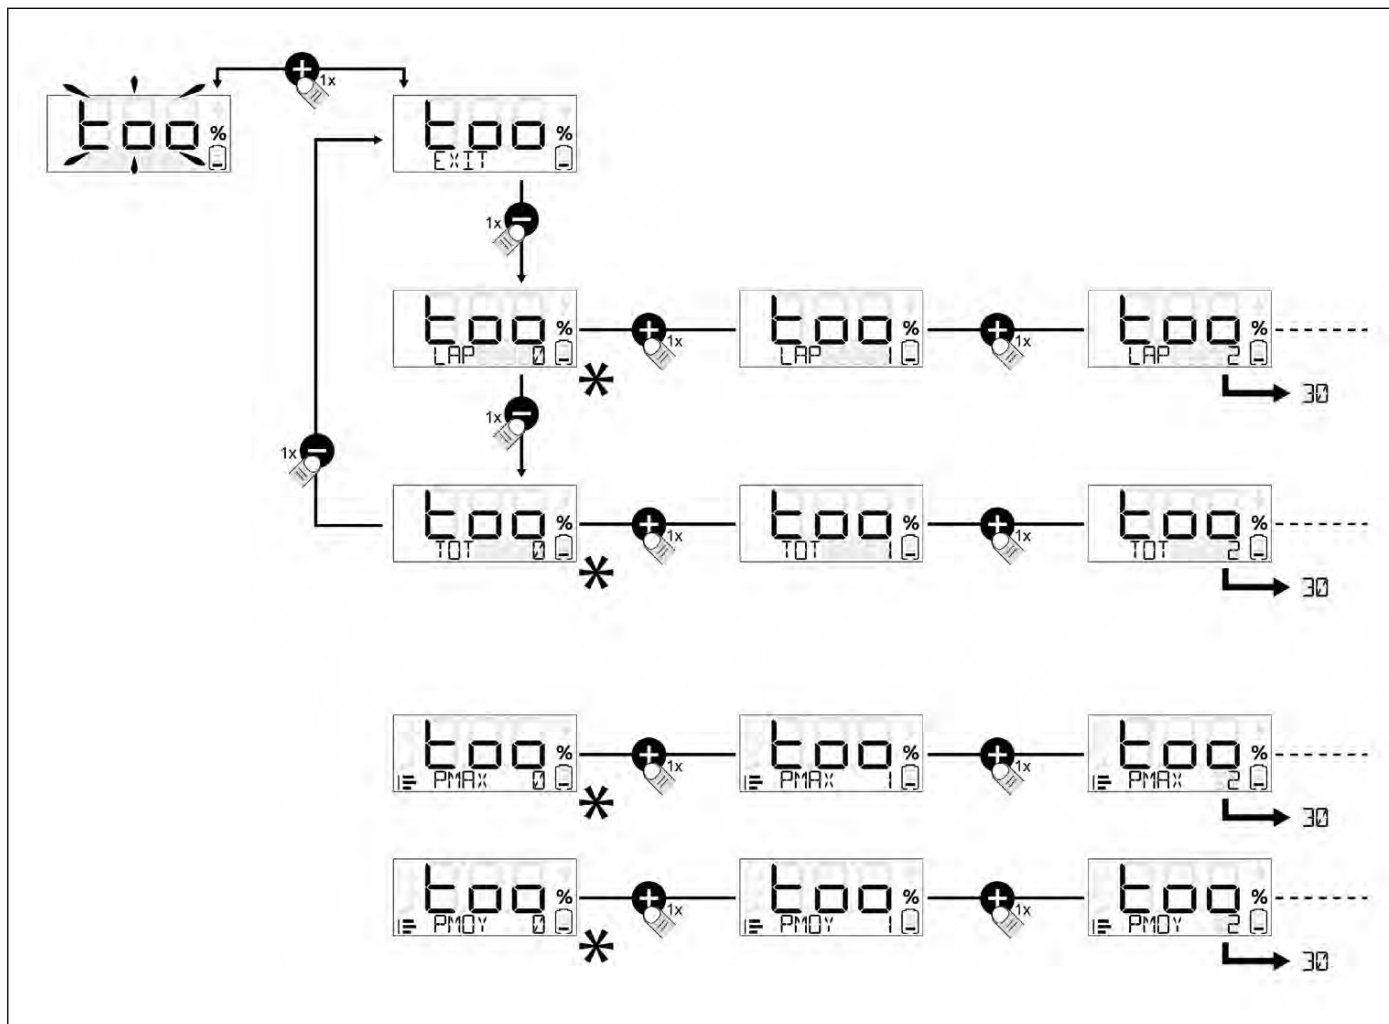 1x
too %
too %
EXIT
1x
1x
too %
LAP 0
*
1x
too %
LAP 1
1x
too %
LAP 2
30
1x
too %
TOT 0
*
1x
too %
TOT 1
1x
too %
TOT 2
30
too %
PMAX 0
*
1x
too %
PMAX 1
1x
too %
PMAX 2
30
too %
PMOY 0
*
1x
too %
PMOY 1
1x
too %
PMOY 2
30